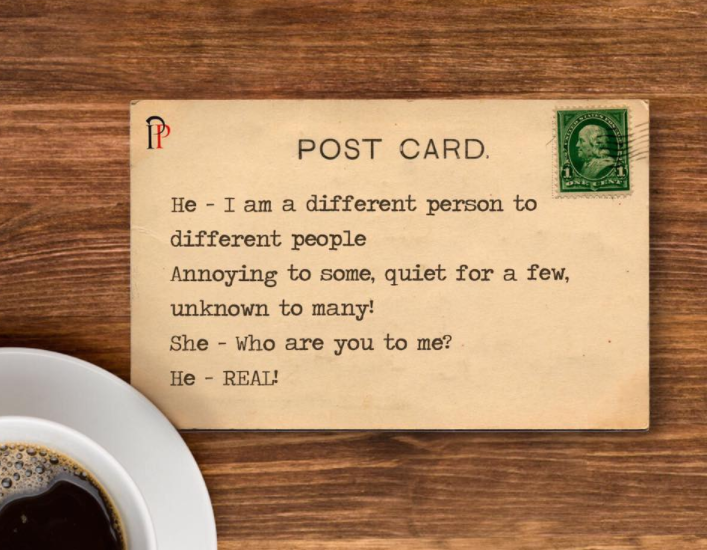 POST CARD.
He - I am a different person to
different people
Annoying to some, quiet for a few,
unknown to many!
She - Who are you to me?
He - REAL!
1 1
ONE CENT